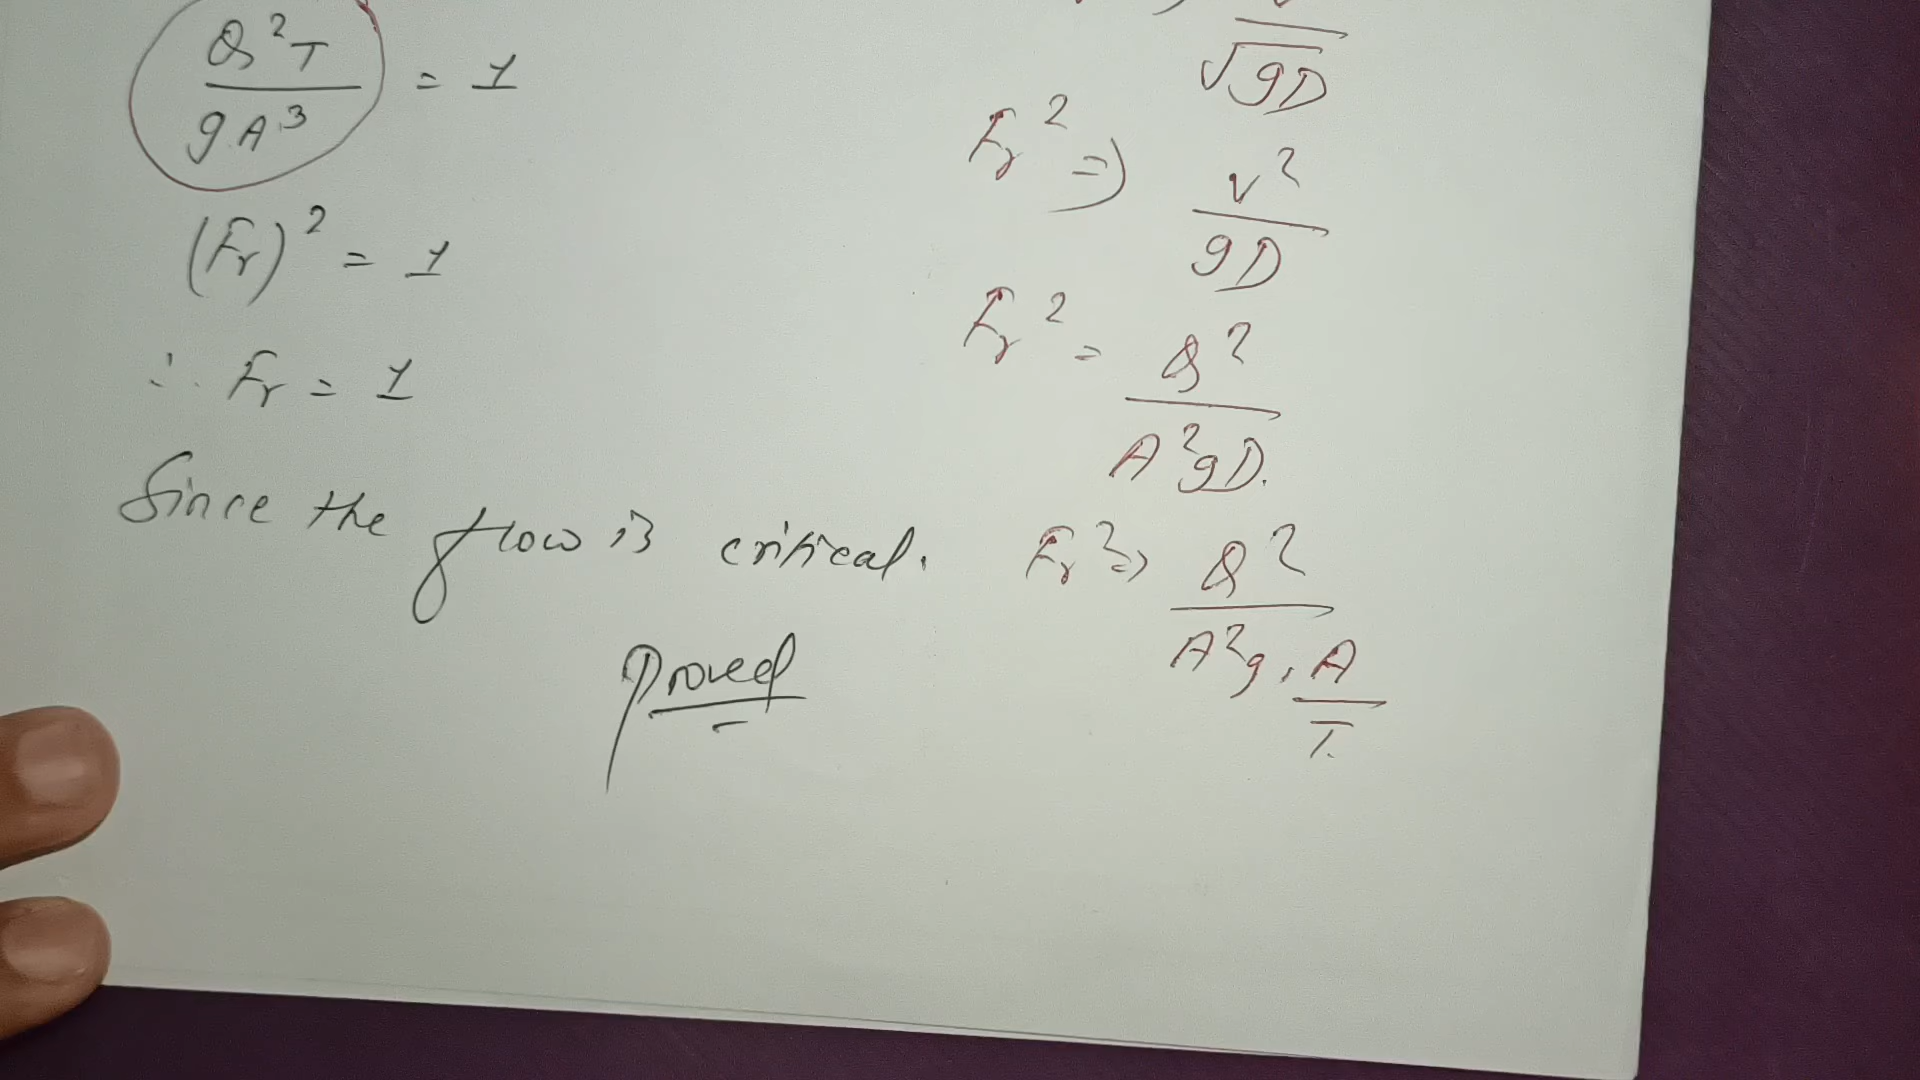 Q²T / gA³ = 1
(Fr)² = 1
∴ Fr = 1
Since the flow is critical.
Proved
√gD
Fr² ⇒ v² / gD
Fr² = Q² / A²gD.
Fr² ⇒ Q² / A²g . A / T.